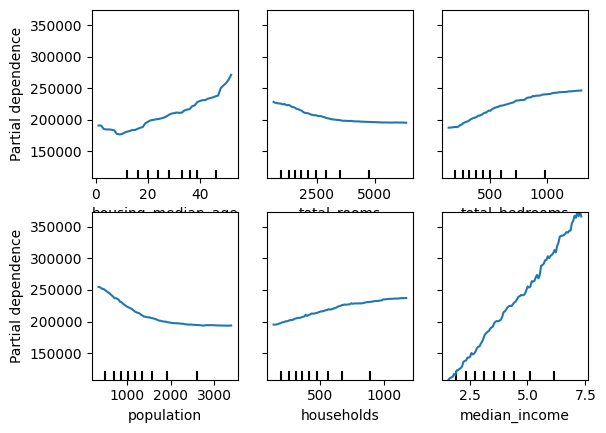 350000
300000
250000
200000
150000
Partial dependence
0 20 40
housing_median_age
2500 5000
total_rooms
500 1000
total_bedrooms
350000
300000
250000
200000
150000
Partial dependence
1000 2000 3000
population
500 1000
households
2.5 5.0 7.5
median_income